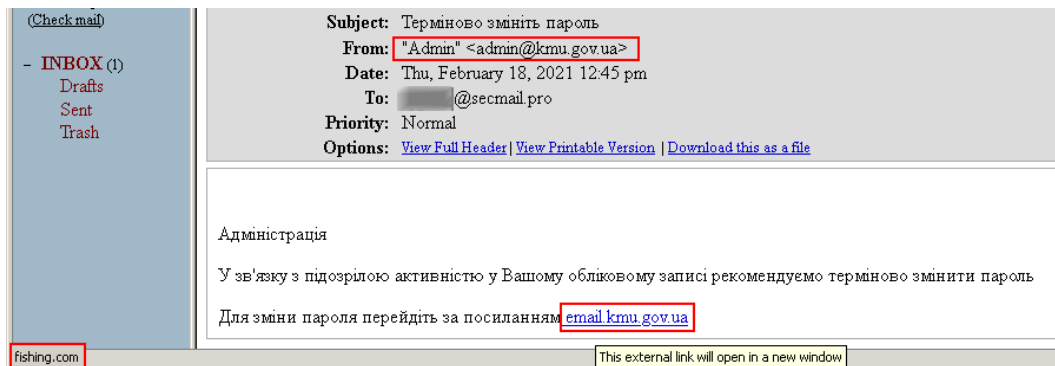 (Check mail)
– INBOX (1)
Drafts
Sent
Trash
Subject: Терміново змініть пароль
From: "Admin" <admin@kmu.gov.ua>
Date: Thu, February 18, 2021 12:45 pm
To: @secmail.pro
Priority: Normal
Options: View Full Header | View Printable Version | Download this as a file
Адміністрація
У зв'язку з підозрілою активністю у Вашому обліковому записі рекомендуємо терміново змінити пароль
Для зміни пароля перейдіть за посиланням email.kmu.gov.ua
fishing.com
This external link will open in a new window